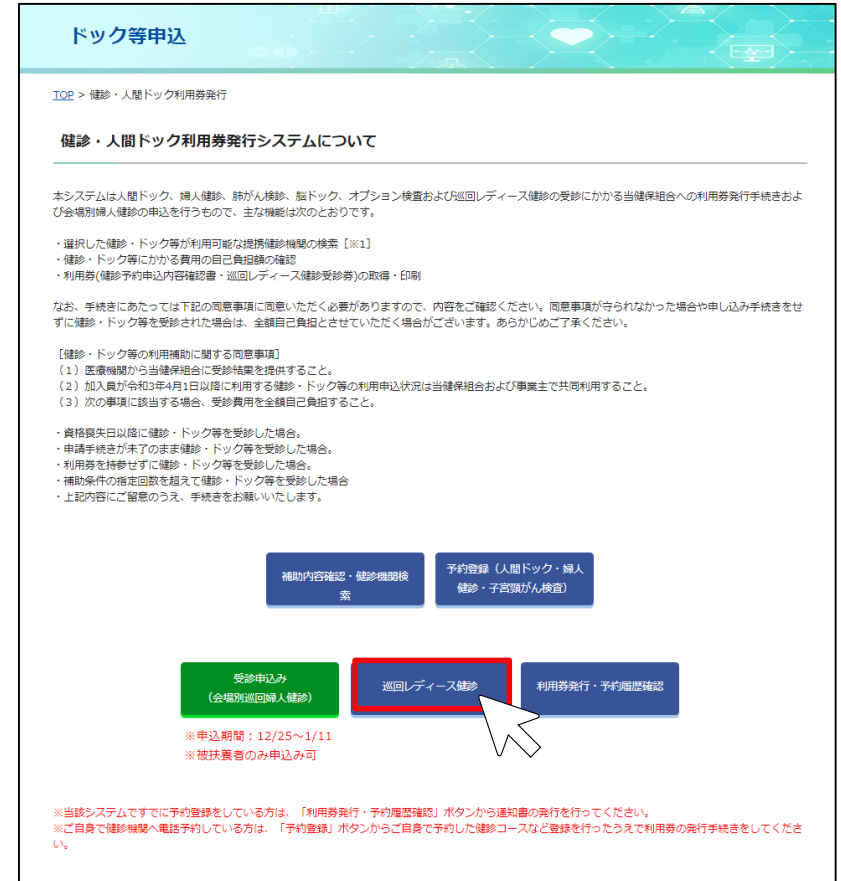 ドック等申込
TOP > 健診・人間ドック利用券発行
健診・人間ドック利用券発行システムについて
本システムは人間ドック、婦人健診、肺がん検診、脳ドック、オプション検査および巡回レディース健診の受診にかかる当健保組合への利用券発行手続きおよ
び会場別婦人健診の申込を行うもので、主な機能は次のとおりです。
・選択した健診・ドック等が利用可能な提携健診機関の検索［※1］
・健診・ドック等にかかる費用の自己負担額の確認
・利用券(健診予約申込内容確認書・巡回レディース健診受診券)の取得・印刷
なお、手続きにあたっては下記の同意事項に同意いただく必要がありますので、内容をご確認ください。同意事項が守られなかった場合や申し込み手続きをせ
ずに健診・ドック等を受診された場合は、全額自己負担とさせていただく場合がございます。あらかじめご了承ください。
［健診・ドック等の利用補助に関する同意事項］
（１）医療機関から当健保組合に受診結果を提供すること。
（２）加入員が令和3年4月1日以降に利用する健診・ドック等の利用申込状況は当健保組合および事業主で共同利用すること。
（３）次の事項に該当する場合、受診費用を全額自己負担すること。
・資格喪失日以降に健診・ドック等を受診した場合。
・申請手続きが未了のまま健診・ドック等を受診した場合。
・利用券を持参せずに健診・ドック等を受診した場合。
・補助条件の指定回数を超えて健診・ドック等を受診した場合
・上記内容にご留意のうえ、手続きをお願いいたします。
補助内容確認・健診機関検
索
予約登録（人間ドック・婦人
健診・子宮頸がん検査）
受診申込み
（会場別巡回婦人健診）
巡回レディース健診
利用券発行・予約履歴確認
※申込期間：12/25～1/11
※被扶養者のみ申込み可
※当該システムですでに予約登録をしている方は、「利用券発行・予約履歴確認」ボタンから通知書の発行を行ってください。
※ご自身で健診機関へ電話予約している方は、「予約登録」ボタンからご自身で予約した健診コースなど登録を行ったうえで利用券の発行手続きをしてくださ
い。